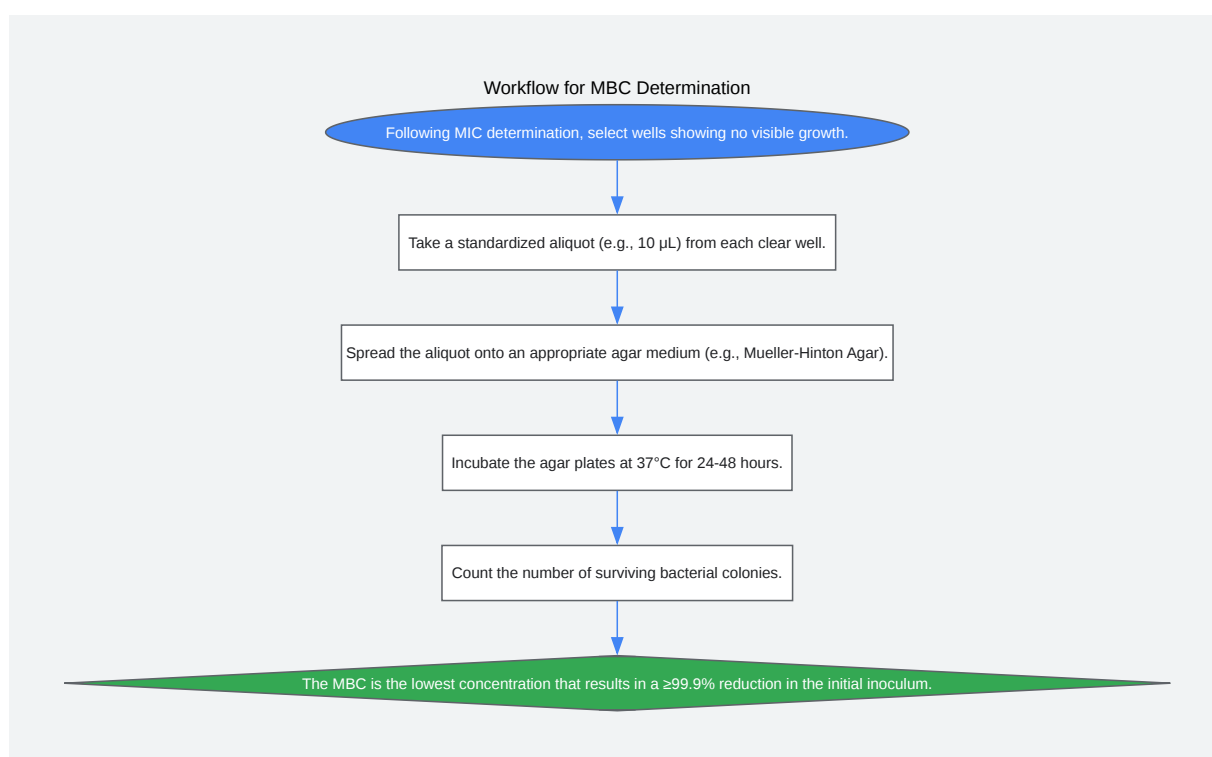 Workflow for MBC Determination
Following MIC determination, select wells showing no visible growth.
Take a standardized aliquot (e.g., 10 μL) from each clear well.
Spread the aliquot onto an appropriate agar medium (e.g., Mueller-Hinton Agar).
Incubate the agar plates at 37°C for 24-48 hours.
Count the number of surviving bacterial colonies.
The MBC is the lowest concentration that results in a ≥99.9% reduction in the initial inoculum.